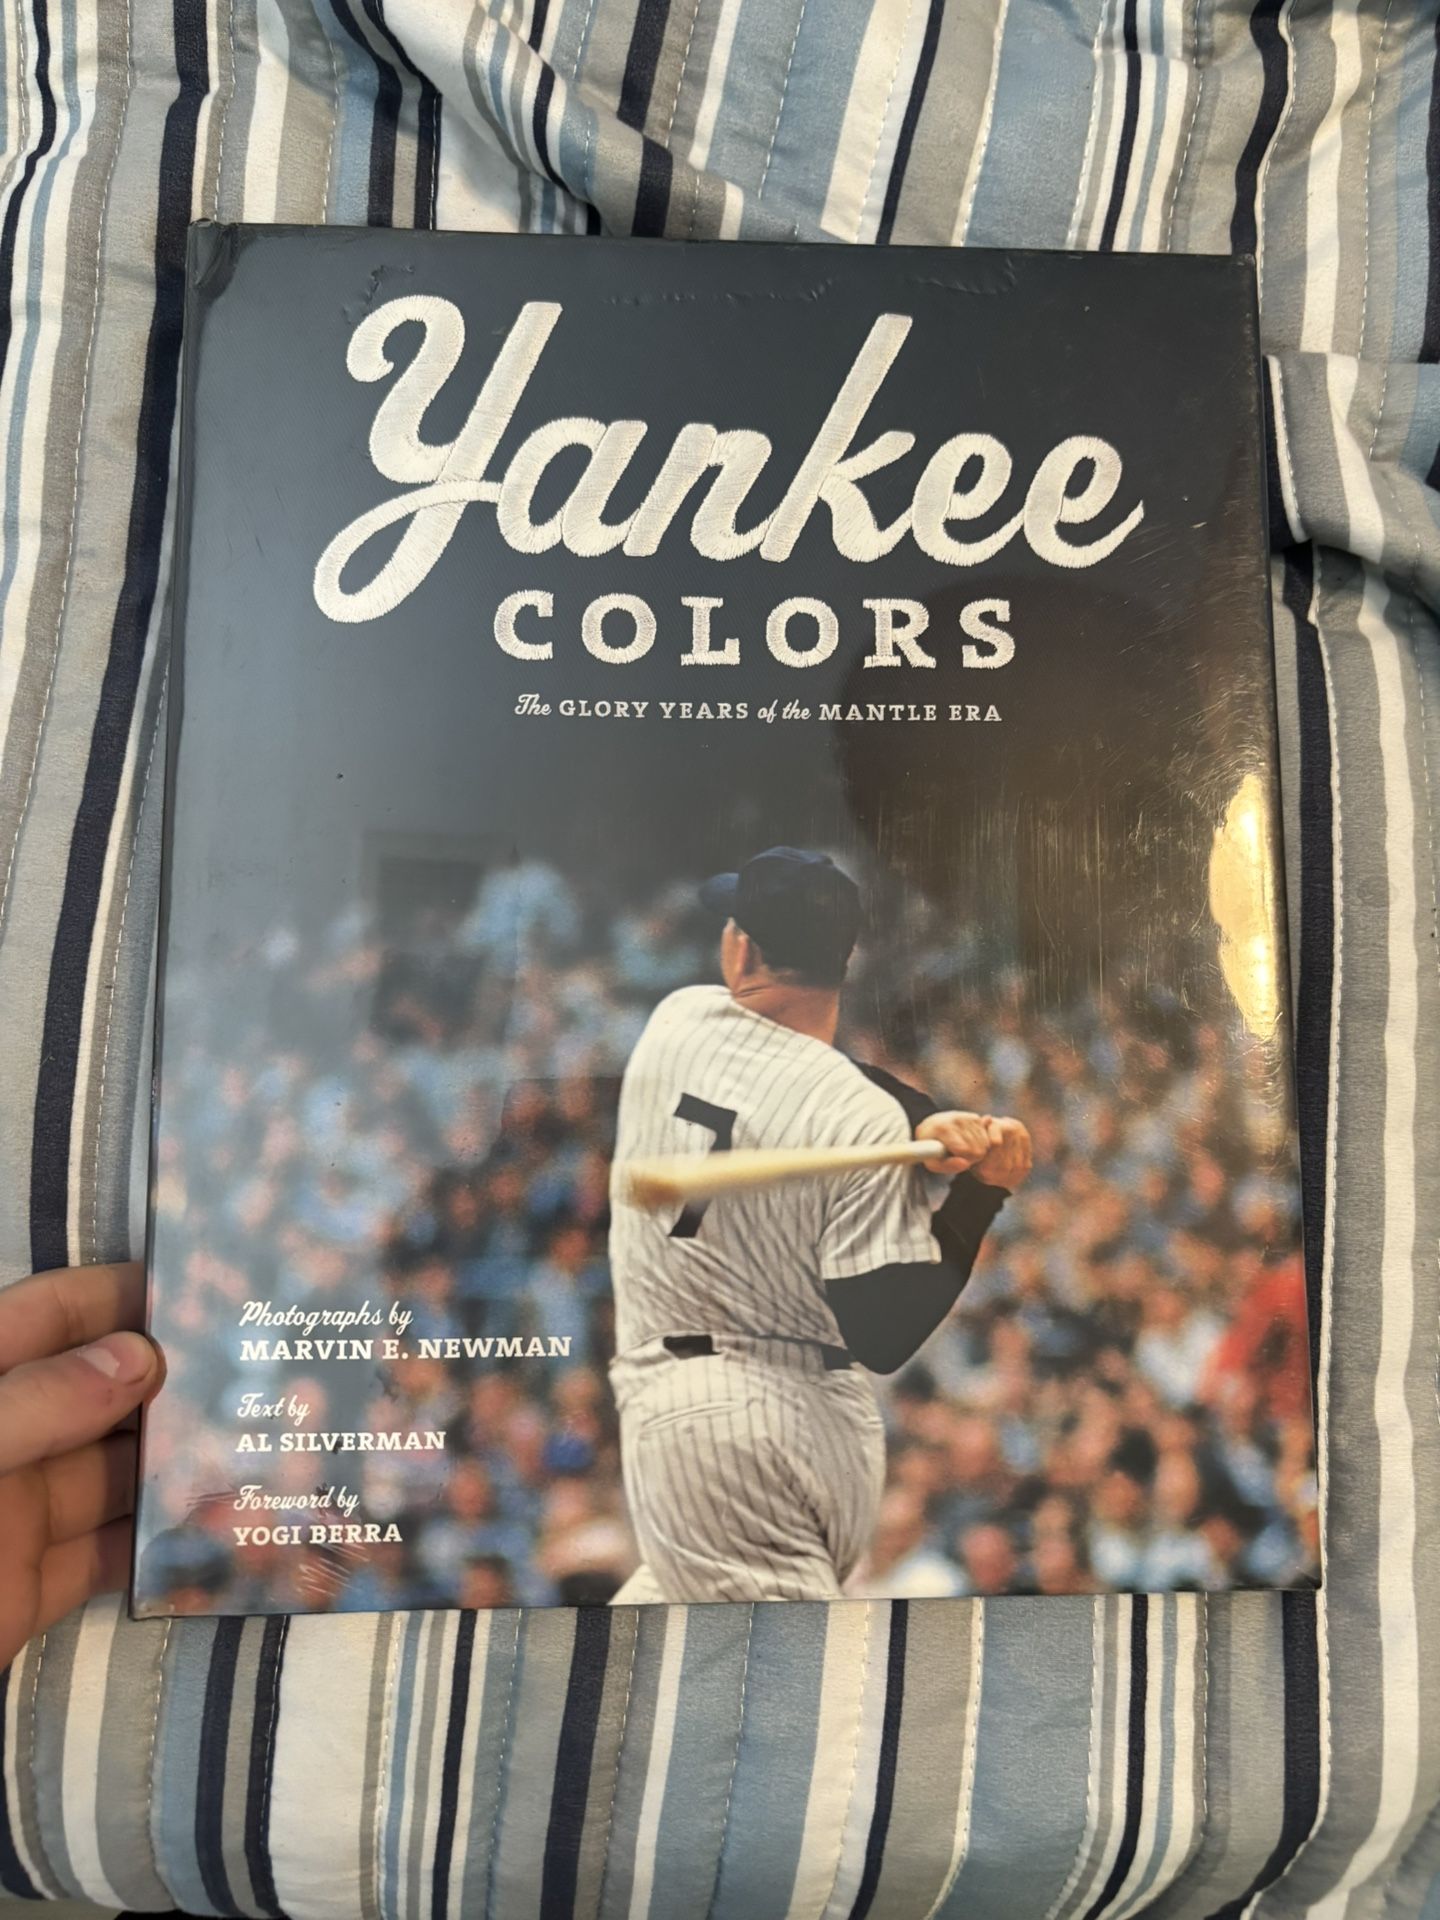 Yankee
COLORS
The GLORY YEARS of the MANTLE ERA
7
Photographs by
MARVIN E. NEWMAN
Text by
AL SILVERMAN
Foreword by
YOGI BERRA